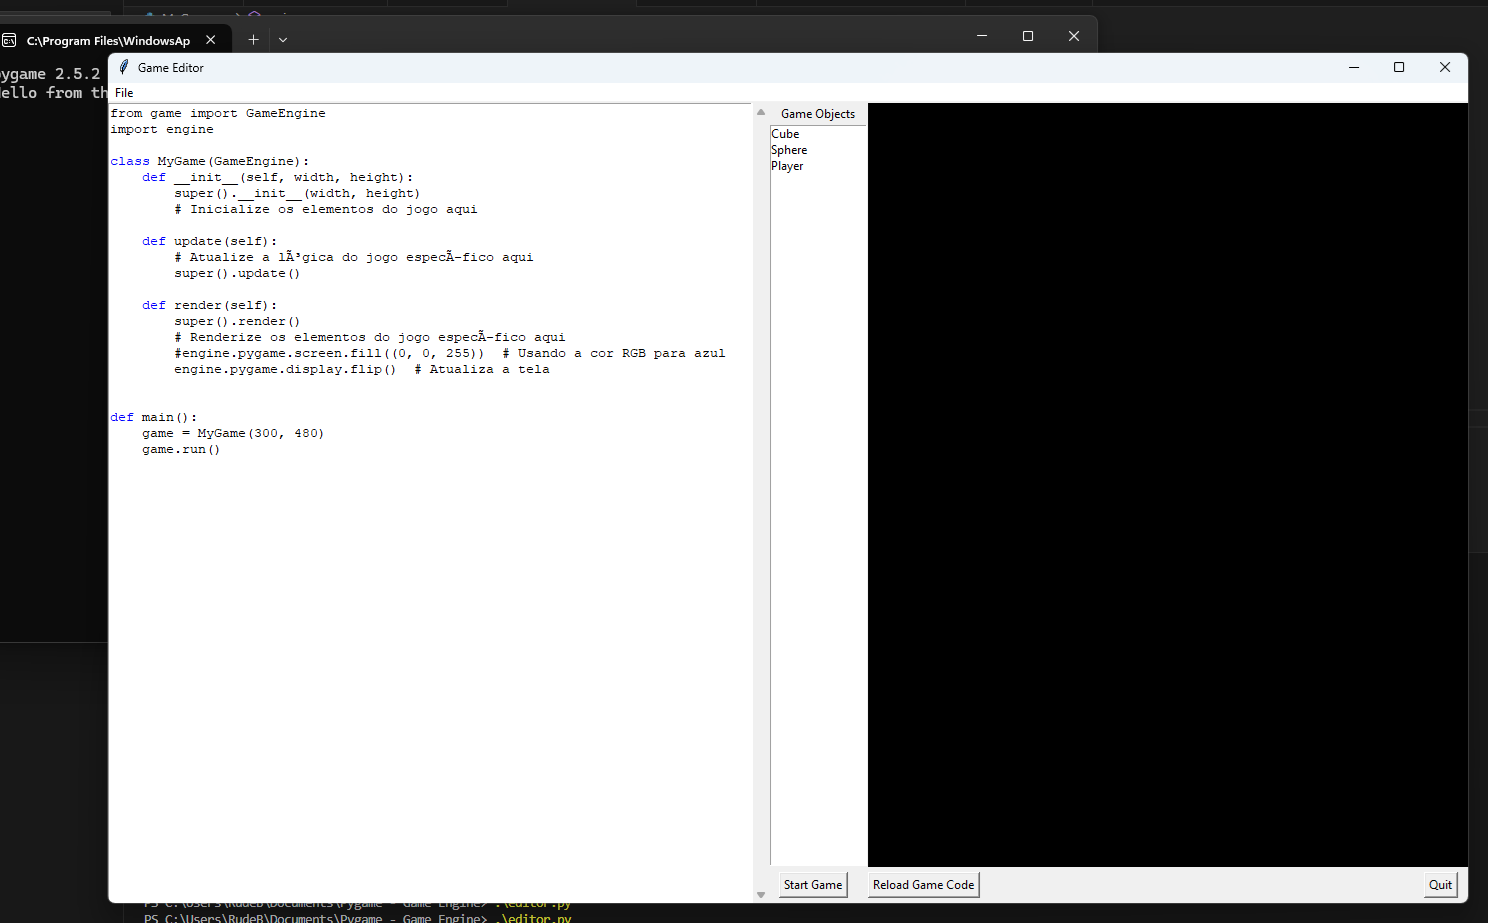 C:\Program Files\WindowsAp
ygame 2.5.2
ello from th
Game Editor
File
from game import GameEngine
import engine
class MyGame(GameEngine):
    def __init__(self, width, height):
        super().__init__(width, height)
        # Inicialize os elementos do jogo aqui
    def update(self):
        # Atualize a lÃ³gica do jogo especÃ­fico aqui
        super().update()
    def render(self):
        super().render()
        # Renderize os elementos do jogo especÃ­fico aqui
        #engine.pygame.screen.fill((0, 0, 255))  # Usando a cor RGB para azul
        engine.pygame.display.flip()  # Atualiza a tela
def main():
    game = MyGame(300, 480)
    game.run()
Game Objects
Cube
Sphere
Player
Start Game
Reload Game Code
Quit
PS C:\Users\RudeB\Documents\Pygame - Game Engine> .\editor.py
PS C:\Users\RudeB\Documents\Pygame - Game Engine> .\editor.py